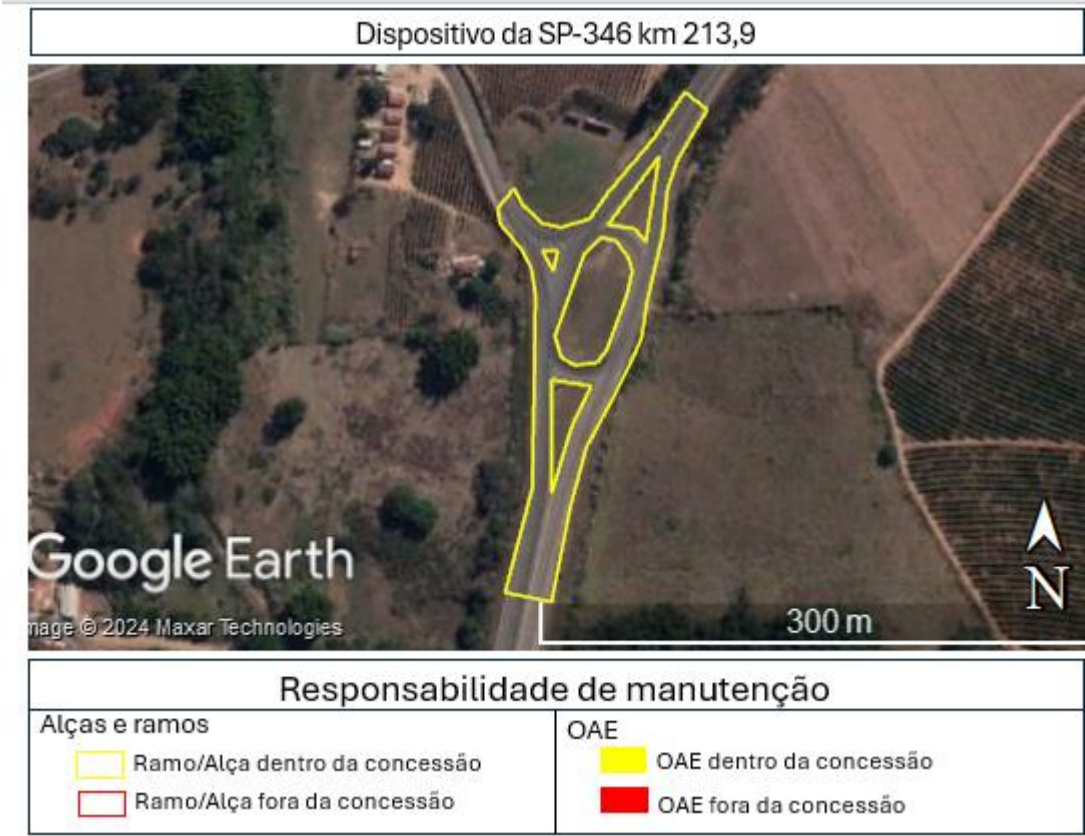 Dispositivo da SP-346 km 213,9
N
Google Earth
mage © 2024 Maxar Technologies
300 m
Responsabilidade de manutenção
Alças e ramos
Ramo/Alça dentro da concessão
Ramo/Alça fora da concessão
OAE
OAE dentro da concessão
OAE fora da concessão